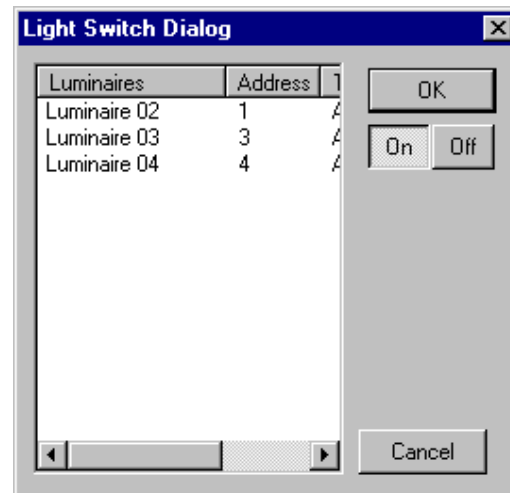 Light Switch Dialog
Luminaires Address T
Luminaire 02 1 A
Luminaire 03 3 A
Luminaire 04 4 A
OK
On Off
Cancel